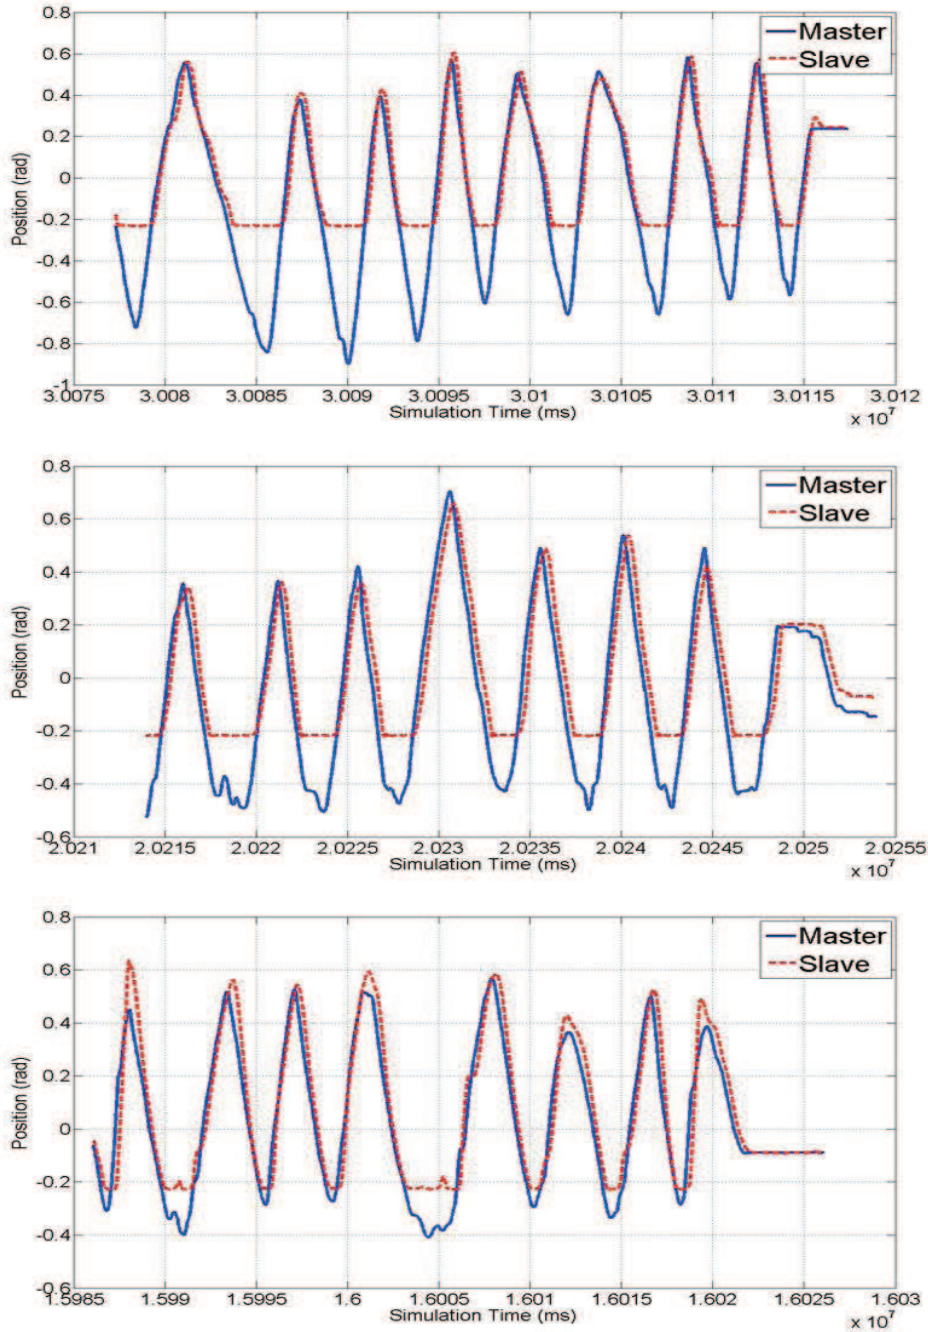 0.8
Master
Slave
0.6
0.4
0.2
0
-0.2
-0.4
-0.6
-0.8
-1
Position (rad)
3.0075 3.008 3.0085 3.009 3.0095 3.01 3.0105 3.011 3.0115 3.012
Simulation Time (ms)
x 10^7
0.8
Master
Slave
0.6
0.4
0.2
0
-0.2
-0.4
-0.6
Position (rad)
2.021 2.0215 2.022 2.0225 2.023 2.0235 2.024 2.0245 2.025 2.0255
Simulation Time (ms)
x 10^7
0.8
Master
Slave
0.6
0.4
0.2
0
-0.2
-0.4
-0.6
Position (rad)
1.5985 1.599 1.5995 1.6 1.6005 1.601 1.6015 1.602 1.6025 1.603
Simulation Time (ms)
x 10^7